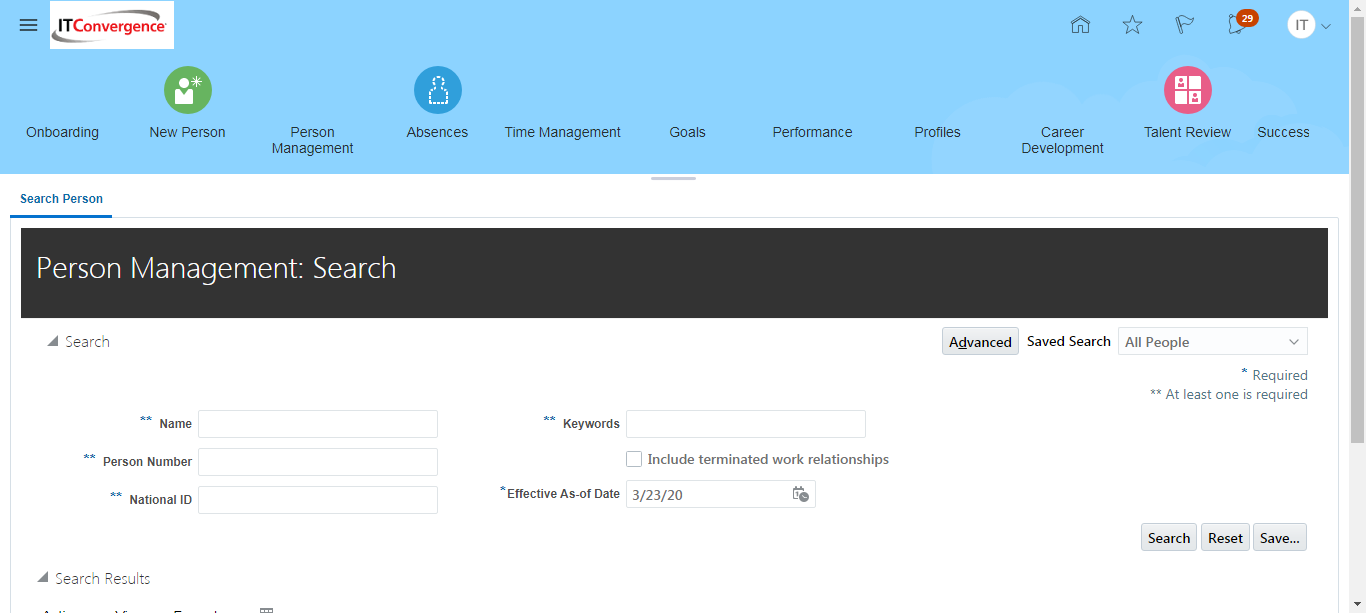 ITConvergence
29
IT
Onboarding
New Person
Person Management
Absences
Time Management
Goals
Performance
Profiles
Career Development
Talent Review
Success
Search Person
Person Management: Search
Search
Advanced
Saved Search
All People
* Required
** At least one is required
** Name
** Keywords
** Person Number
Include terminated work relationships
** National ID
* Effective As-of Date
3/23/20
Search
Reset
Save...
Search Results